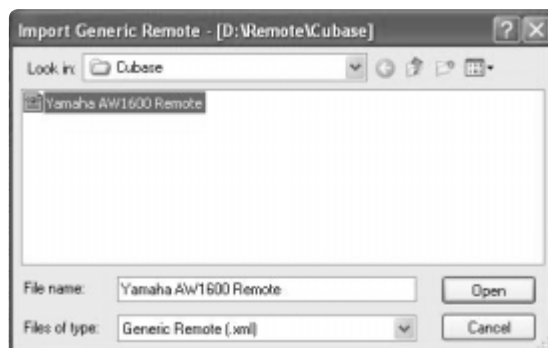 Import Generic Remote - [D:\Remote\Cubase]
Look in: Cubase
Yamaha AW1600 Remote
File name: Yamaha AW1600 Remote Open
Files of type: Generic Remote (.xml) Cancel